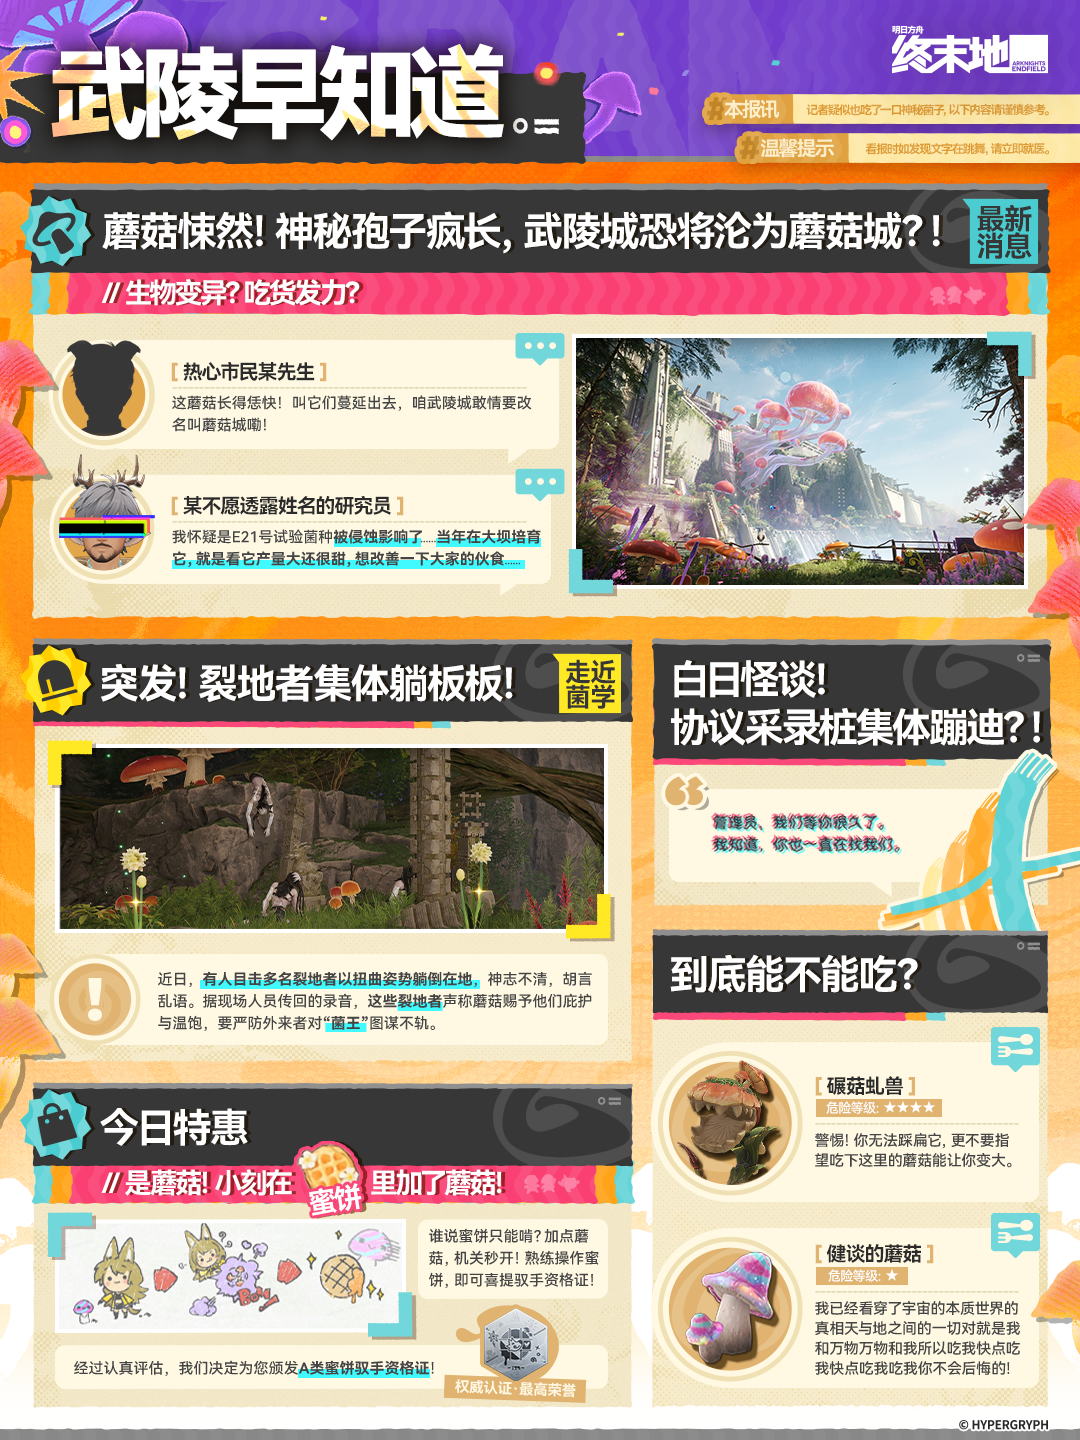 武陵早知道
明日方舟
终末地
ARKNIGHTS
ENDFIELD
#本报讯
记者疑似也吃了一口神秘菌子, 以下内容请谨慎参考。
#温馨提示
看报时如发现文字在跳舞, 请立即就医。
蘑菇悚然! 神秘孢子疯长, 武陵城恐将沦为蘑菇城?!
最新
消息
// 生物变异? 吃货发力?
[ 热心市民某先生 ]
这蘑菇长得恁快！叫它们蔓延出去，咱武陵城敢情要改
名叫蘑菇城嘞!
[ 某不愿透露姓名的研究员 ]
我怀疑是E21号试验菌种被侵蚀影响了......当年在大坝培育
它, 就是看它产量大还很甜, 想改善一下大家的伙食......
突发! 裂地者集体躺板板!
走近
菌学
近日，有人目击多名裂地者以扭曲姿势躺倒在地，神志不清，胡言
乱语。据现场人员传回的录音，这些裂地者声称蘑菇赐予他们庇护
与温饱，要严防外来者对“菌王”图谋不轨。
白日怪谈!
协议采录桩集体蹦迪?!
管理员、我们等你很久了。
我知道，你也一直在找我们。
今日特惠
// 是蘑菇! 小刻在蜜饼里加了蘑菇!
BOOM!
谁说蜜饼只能啃? 加点蘑
菇, 机关秒开! 熟练操作蜜
饼, 即可喜提驭手资格证!
经过认真评估，我们决定为您颁发A类蜜饼驭手资格证!
权威认证·最高荣誉
到底能不能吃?
[ 碾菇虬兽 ]
危险等级: ★★★★
警惕! 你无法踩扁它, 更不要指
望吃下这里的蘑菇能让你变大。
[ 健谈的蘑菇 ]
危险等级: ★
我已经看穿了宇宙的本质世界的
真相天与地之间的一切对就是我
和万物万物和我所以吃我快点吃
我快点吃我吃我你不会后悔的!
© HYPERGRYPH